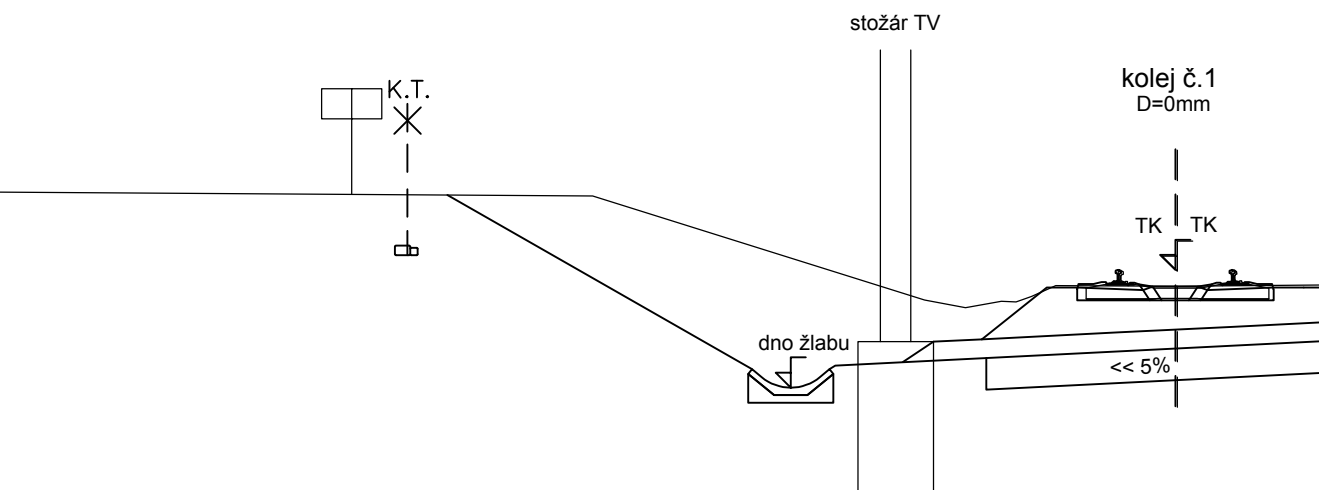 stožár TV
K.T.
kolej č.1
D=0mm
TK TK
dno žlabu
<< 5%